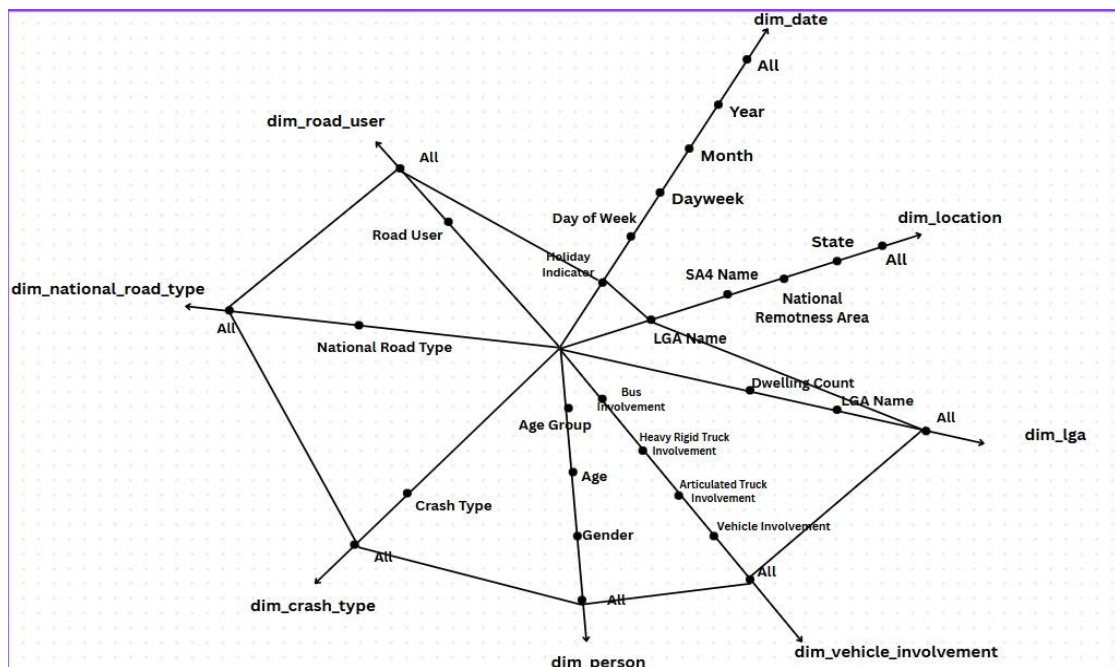 dim_date
All
Year
Month
Dayweek
Day of Week
Holiday
Indicator
dim_location
State
All
SA4 Name
National
Remotness Area
LGA Name
dim_road_user
All
Road User
dim_national_road_type
All
National Road Type
Dwelling Count
LGA Name
All
dim_lga
Bus
Involvement
Heavy Rigid Truck
Involvement
Articulated Truck
Involvement
Vehicle Involvement
All
dim_vehicle_involvement
Age Group
Age
Gender
All
dim_person
Crash Type
All
dim_crash_type